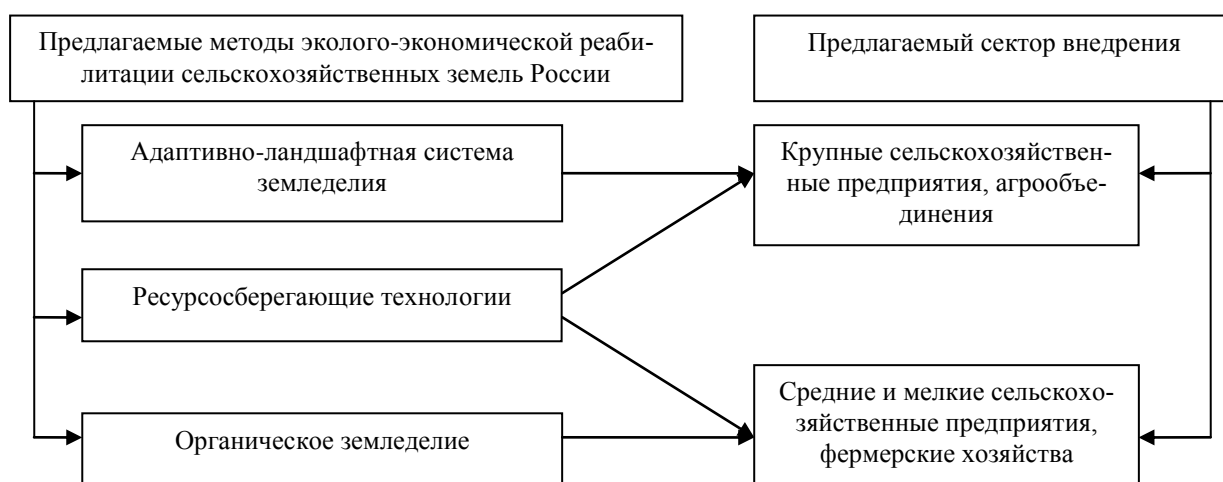 Предлагаемые методы эколого-экономической реаби-
литации сельскохозяйственных земель России
Предлагаемый сектор внедрения
Адаптивно-ландшафтная система
земледелия
Крупные сельскохозяйствен-
ные предприятия, агрообъе-
динения
Ресурсосберегающие технологии
Органическое земледелие
Средние и мелкие сельскохо-
зяйственные предприятия,
фермерские хозяйства